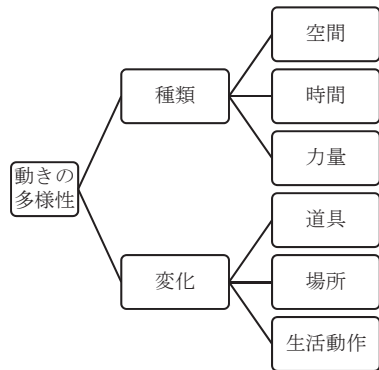 動きの
多様性
種類
空間
時間
力量
変化
道具
場所
生活動作